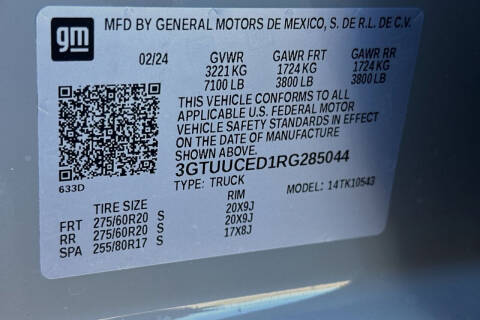 gm
MFD BY GENERAL MOTORS DE MEXICO, S. DE R.L. DE C.V.
02/24 GVWR GAWR FRT GAWR RR
3221 KG 1724 KG 1724 KG
7100 LB 3800 LB 3800 LB
THIS VEHICLE CONFORMS TO ALL
APPLICABLE U.S. FEDERAL MOTOR
VEHICLE SAFETY STANDARDS IN EFFECT
ON THE DATE OF MANUFACTURE
SHOWN ABOVE.
3GTUUCED1RG285044
633D
TYPE: TRUCK MODEL: 14TK10543
TIRE SIZE RIM
FRT 275/60R20 S 20X9J
RR 275/60R20 S 20X9J
SPA 255/80R17 S 17X8J